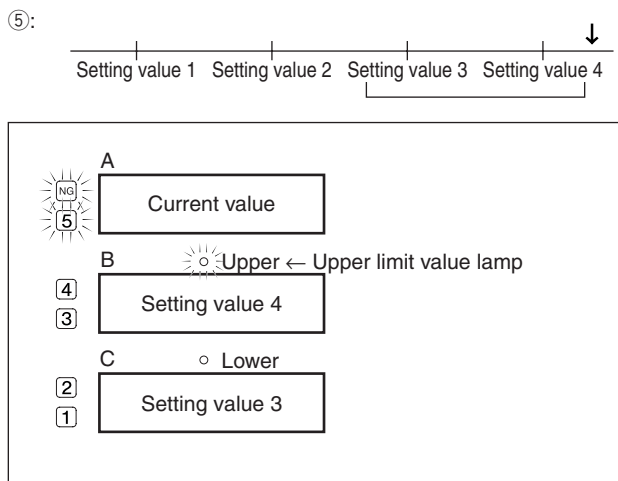 ⑤:
↓
Setting value 1 Setting value 2 Setting value 3 Setting value 4
A
NG
5
Current value
B
Upper ← Upper limit value lamp
4
3
Setting value 4
C
Lower
2
1
Setting value 3